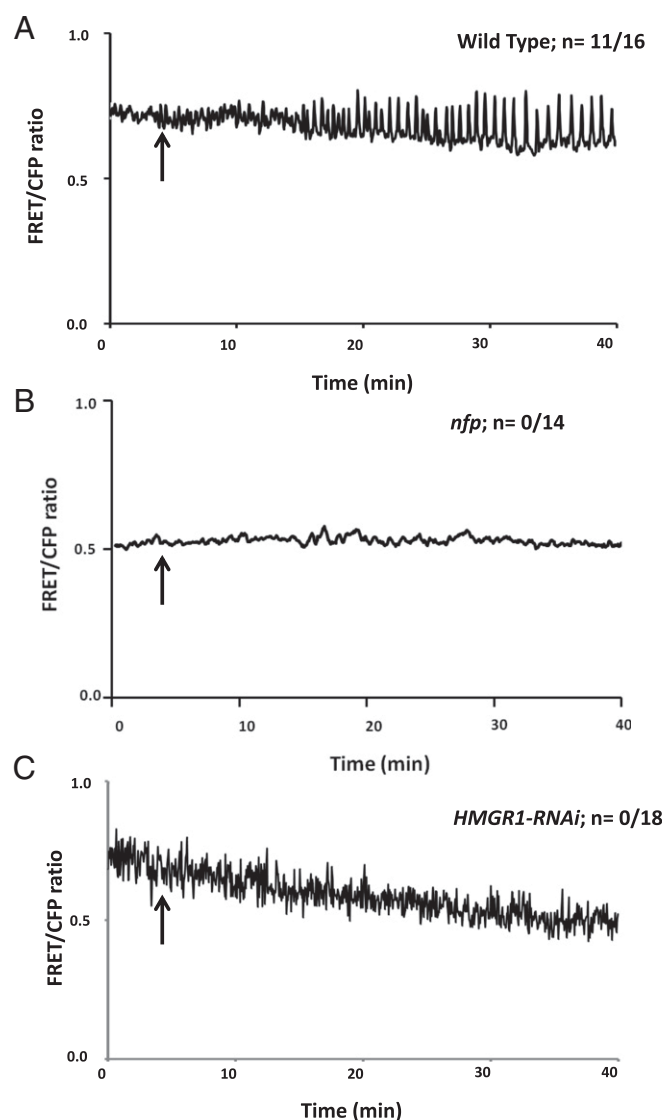 A
1.0
Wild Type; n= 11/16
FRET/CFP ratio
0.5
0.0
0 10 20 30 40
Time (min)
B
1.0
nfp; n= 0/14
FRET/CFP ratio
0.5
0.0
0 10 20 30 40
Time (min)
C
1.0
HMGR1-RNAi; n= 0/18
FRET/CFP ratio
0.5
0.0
0 10 20 30 40
Time (min)